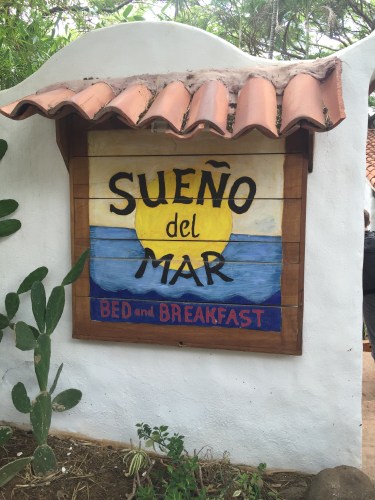 SUEÑO
del
MAR
BED and BREAKFAST